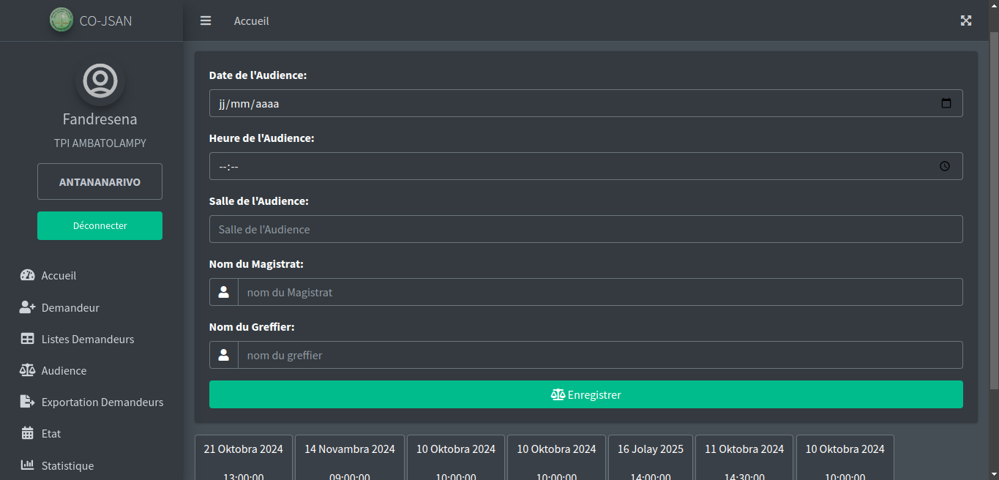 CO-JSAN
Accueil
Fandresena
TPI AMBATOLAMPY
ANTANANARIVO
Déconnecter
Accueil
Demandeur
Listes Demandeurs
Audience
Exportation Demandeurs
Etat
Statistique
Date de l'Audience:
jj/mm/aaaa
Heure de l'Audience:
--:--
Salle de l'Audience:
Salle de l'Audience
Nom du Magistrat:
nom du Magistrat
Nom du Greffier:
nom du greffier
Enregistrer
21 Oktobra 2024 14 Novambra 2024 10 Oktobra 2024 10 Oktobra 2024 16 Jolay 2025 11 Oktobra 2024 10 Oktobra 2024
13:00:00 09:00:00 10:00:00 10:00:00 14:00:00 14:30:00 10:00:00